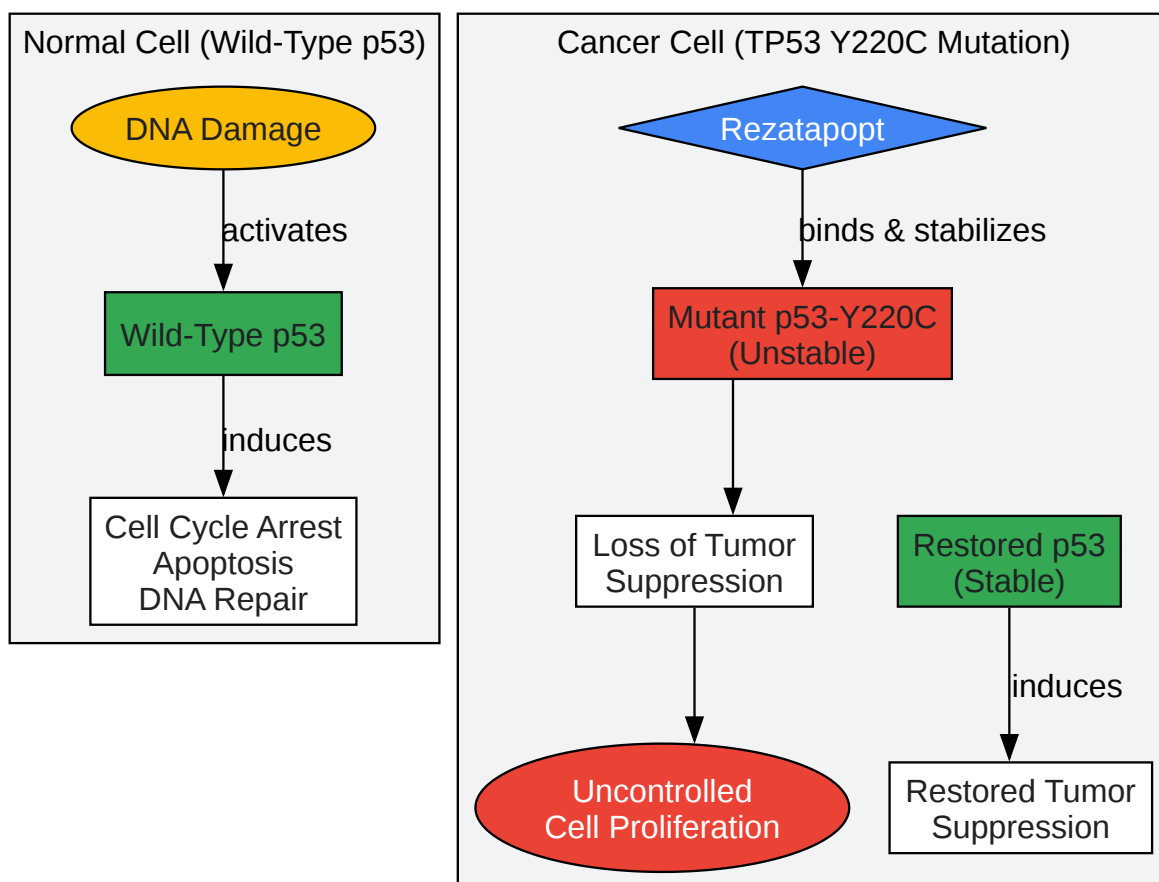 Normal Cell (Wild-Type p53)
DNA Damage
activates
Wild-Type p53
induces
Cell Cycle Arrest
Apoptosis
DNA Repair
Cancer Cell (TP53 Y220C Mutation)
Rezatapopt
binds & stabilizes
Mutant p53-Y220C
(Unstable)
Loss of Tumor
Suppression
Uncontrolled
Cell Proliferation
Restored p53
(Stable)
induces
Restored Tumor
Suppression